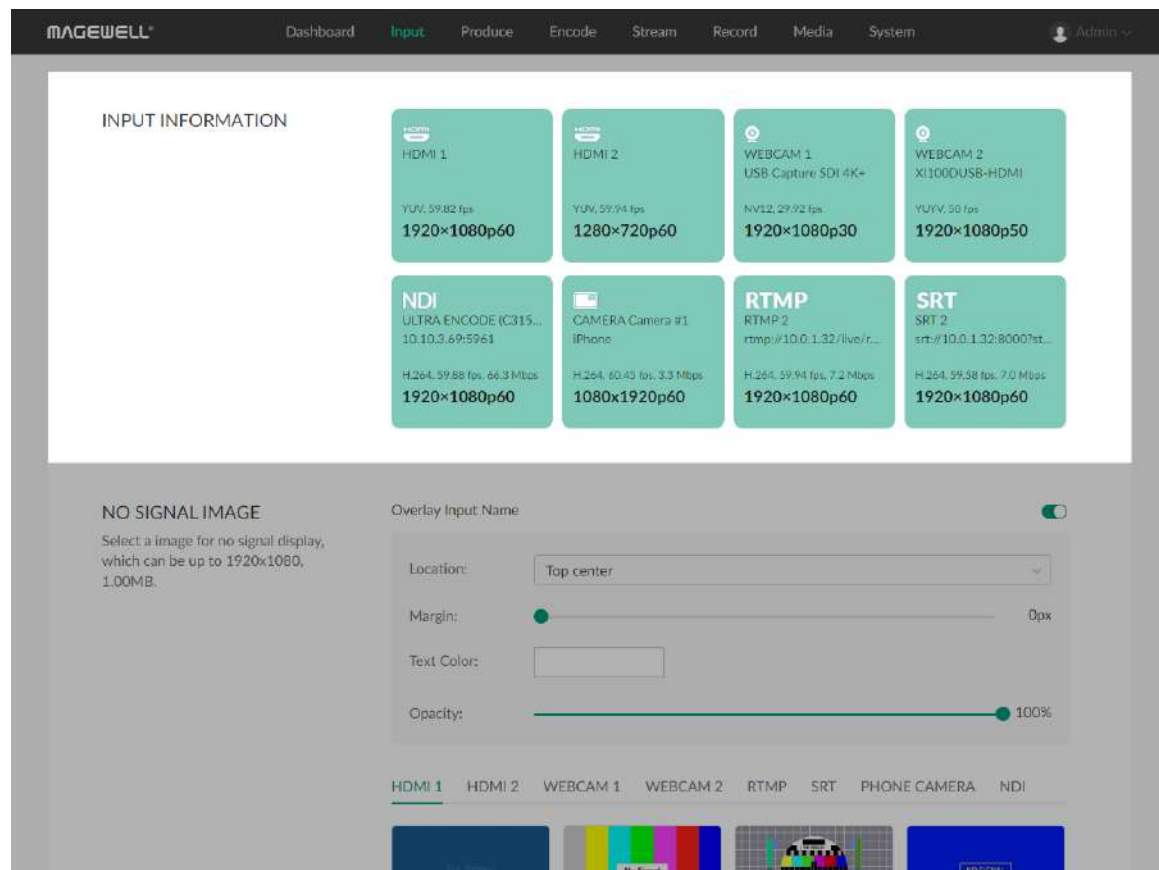 MAGEWELL
Dashboard Input Produce Encode Stream Record Media System Admin
INPUT INFORMATION
HDMI
HDMI 1
YUV, 59.82 fps
1920×1080p60
HDMI
HDMI 2
YUV, 59.94 fps
1280×720p60
WEBCAM 1
USB Capture SDI 4K+
NV12, 29.92 fps
1920×1080p30
WEBCAM 2
XI100DUSB-HDMI
YUYV, 50 fps
1920×1080p50
NDI
ULTRA ENCODE (C315...
10.10.3.69:5961
H.264, 59.88 fps, 66.3 Mbps
1920×1080p60
CAMERA Camera #1
iPhone
H.264, 60.45 fps, 3.3 Mbps
1080x1920p60
RTMP
RTMP 2
rtmp://10.0.1.32/live/r...
H.264, 59.94 fps, 7.2 Mbps
1920×1080p60
SRT
SRT 2
srt://10.0.1.32:8000?st...
H.264, 59.58 fps, 7.0 Mbps
1920×1080p60
NO SIGNAL IMAGE
Select a image for no signal display,
which can be up to 1920x1080,
1.00MB.
Overlay Input Name
Location: Top center
Margin: 0px
Text Color:
Opacity: 100%
HDMI 1 HDMI 2 WEBCAM 1 WEBCAM 2 RTMP SRT PHONE CAMERA NDI